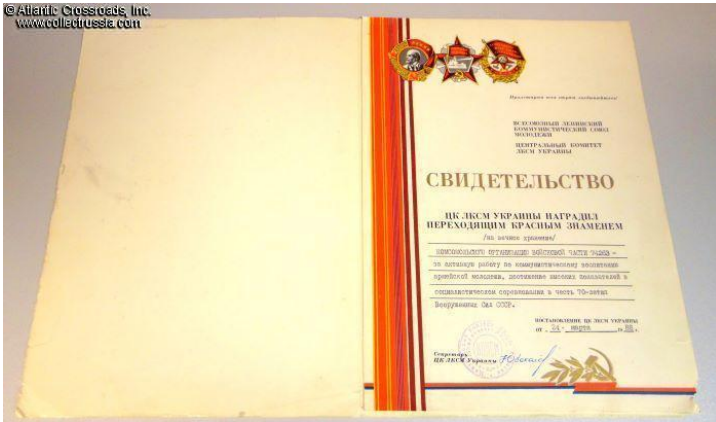 © Atlantic Crossroads, Inc.
www.collectrussia.com
Пролетарии всех стран, соединяйтесь!
ВСЕСОЮЗНЫЙ ЛЕНИНСКИЙ
КОММУНИСТИЧЕСКИЙ СОЮЗ
МОЛОДЕЖИ
ЦЕНТРАЛЬНЫЙ КОМИТЕТ
ЛКСМ УКРАИНЫ
СВИДЕТЕЛЬСТВО
ЦК ЛКСМ УКРАИНЫ НАГРАДИЛ
ПЕРЕХОДЯЩИМ КРАСНЫМ ЗНАМЕНЕМ
/на вечное хранение/
организацию ВОЙСКОВОЙ ЧАСТИ
за активную работу по коммунистическому воспитанию
армейской молодежи, достижение высоких показателей в
социалистическом соревновании в честь 70-летия
Вооруженных Сил СССР.
ПОСТАНОВЛЕНИЕ ЦК ЛКСМ УКРАИНЫ
ОТ марта 88.
Секретарь
ЦК ЛКСМ Украины